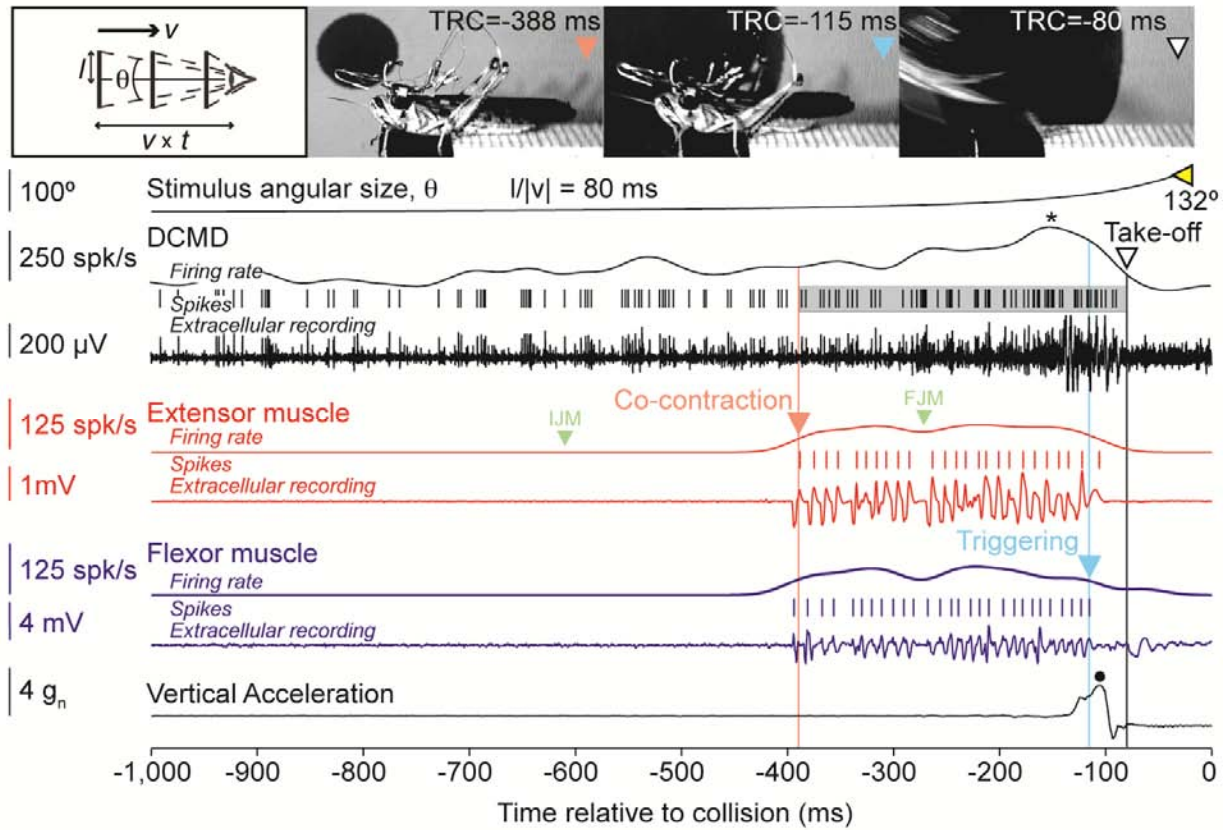 v
l
θ
v x t
TRC=-388 ms
TRC=-115 ms
TRC=-80 ms
100º
Stimulus angular size, θ l/|v| = 80 ms
132º
250 spk/s
DCMD
*
Take-off
Firing rate
Spikes
200 µV
Extracellular recording
125 spk/s
Extensor muscle
Firing rate
IJM
Co-contraction
FJM
Spikes
1mV
Extracellular recording
125 spk/s
Flexor muscle
Triggering
Firing rate
Spikes
4 mV
Extracellular recording
4 gn
Vertical Acceleration
-1,000 -900 -800 -700 -600 -500 -400 -300 -200 -100 0
Time relative to collision (ms)